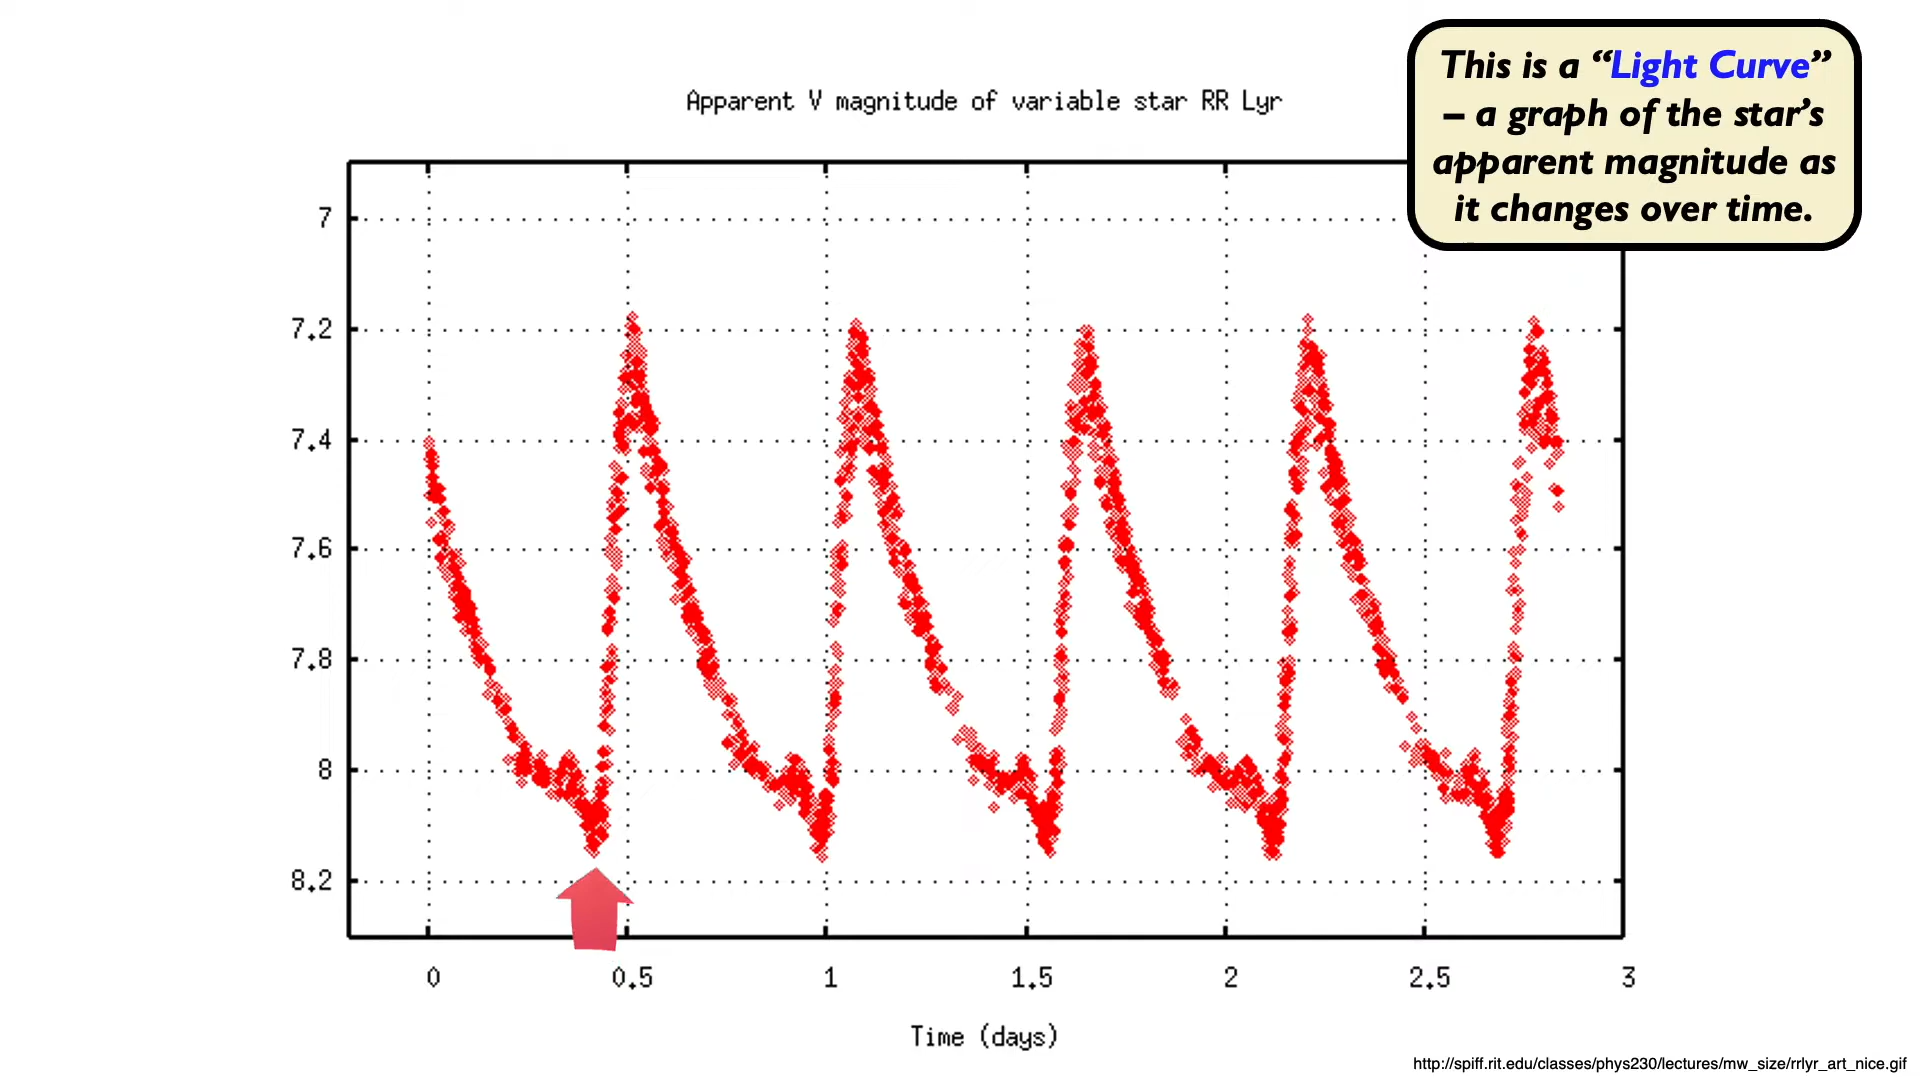 This is a “Light Curve”
– a graph of the star’s
apparent magnitude as
it changes over time.
Apparent V magnitude of variable star RR Lyr
7
7.2
7.4
7.6
7.8
8
8.2
0 0.5 1 1.5 2 2.5 3
Time (days)
http://spiff.rit.edu/classes/phys230/lectures/mw_size/rrlyr_art_nice.gif